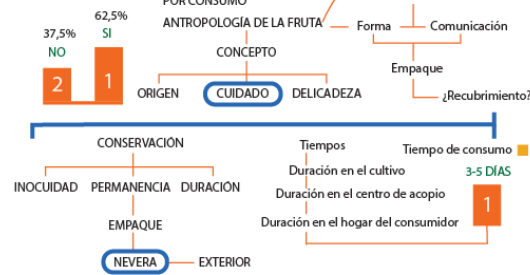 POR CONSUMO
ANTROPOLOGÍA DE LA FRUTA
62,5%
37,5%
SI
NO
2
1
CONCEPTO
ORIGEN
CUIDADO
DELICADEZA
Forma
Comunicación
Empaque
¿Recubrimiento?
CONSERVACIÓN
INOCUIDAD
PERMANENCIA
DURACIÓN
EMPAQUE
NEVERA
EXTERIOR
Tiempos
Duración en el cultivo
Duración en el centro de acopio
Duración en el hogar del consumidor
Tiempo de consumo
3-5 DÍAS
1